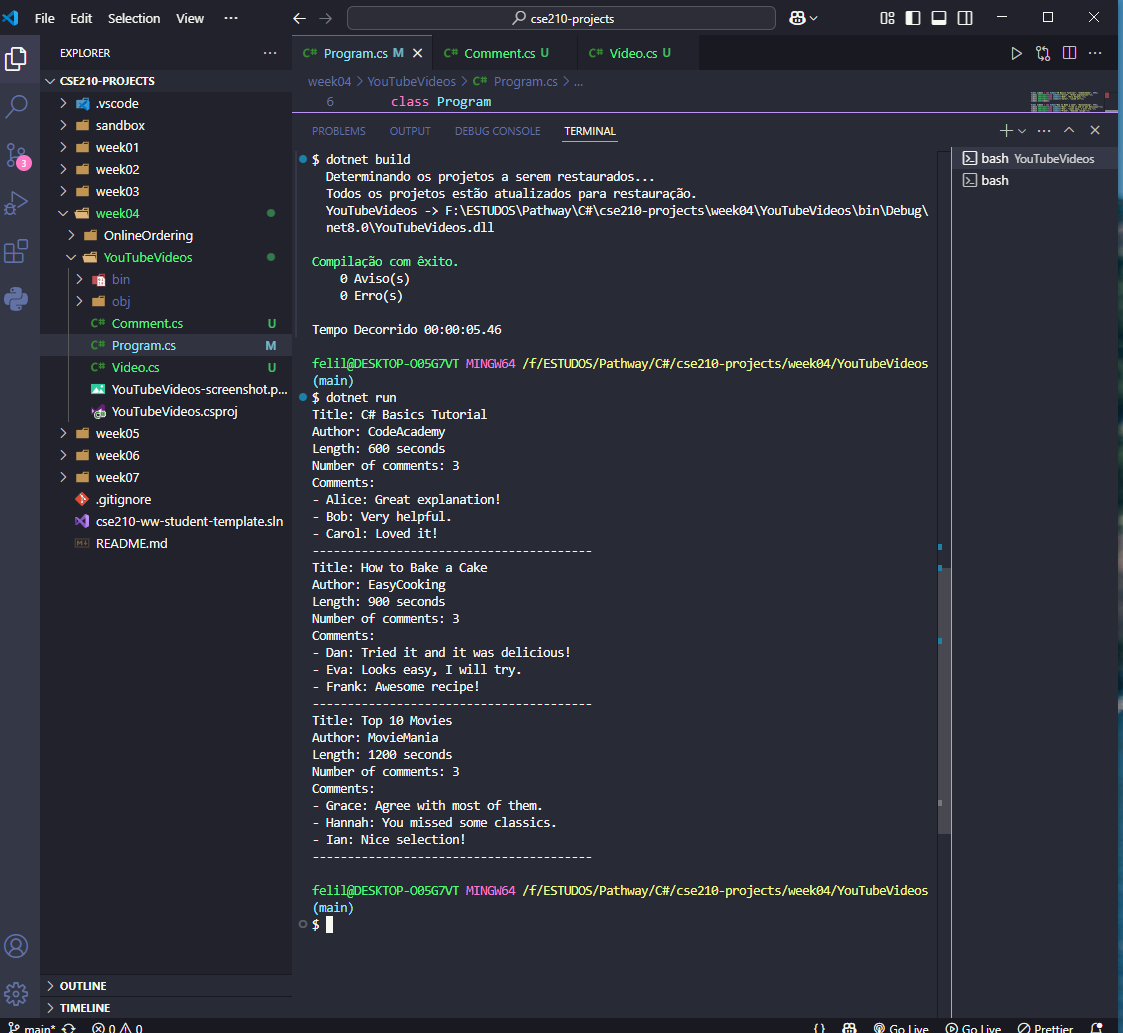 File Edit Selection View ··· cse210-projects
EXPLORER ···
CSE210-PROJECTS
.vscode
sandbox
week01
week02
week03
week04
OnlineOrdering
YouTubeVideos
bin
obj
C# Comment.cs U
C# Program.cs M
C# Video.cs U
YouTubeVideos-screenshot.p...
YouTubeVideos.csproj
week05
week06
week07
.gitignore
cse210-ww-student-template.sln
README.md
OUTLINE
TIMELINE
3
C# Program.cs M
C# Comment.cs U
C# Video.cs U
week04 > YouTubeVideos > C# Program.cs > ...
6 class Program
PROBLEMS OUTPUT DEBUG CONSOLE TERMINAL
$ dotnet build
Determinando os projetos a serem restaurados...
Todos os projetos estão atualizados para restauração.
YouTubeVideos -> F:\ESTUDOS\Pathway\C#\cse210-projects\week04\YouTubeVideos\bin\Debug\
net8.0\YouTubeVideos.dll
Compilação com êxito.
0 Aviso(s)
0 Erro(s)
Tempo Decorrido 00:00:05.46
felil@DESKTOP-O05G7VT MINGW64 /f/ESTUDOS/Pathway/C#/cse210-projects/week04/YouTubeVideos
(main)
$ dotnet run
Title: C# Basics Tutorial
Author: CodeAcademy
Length: 600 seconds
Number of comments: 3
Comments:
- Alice: Great explanation!
- Bob: Very helpful.
- Carol: Loved it!
----------------------------------------
Title: How to Bake a Cake
Author: EasyCooking
Length: 900 seconds
Number of comments: 3
Comments:
- Dan: Tried it and it was delicious!
- Eva: Looks easy, I will try.
- Frank: Awesome recipe!
----------------------------------------
Title: Top 10 Movies
Author: MovieMania
Length: 1200 seconds
Number of comments: 3
Comments:
- Grace: Agree with most of them.
- Hannah: You missed some classics.
- Ian: Nice selection!
----------------------------------------
felil@DESKTOP-O05G7VT MINGW64 /f/ESTUDOS/Pathway/C#/cse210-projects/week04/YouTubeVideos
(main)
$
bash YouTubeVideos
bash
main* 0 0 {} Go Live Go Live Prettier